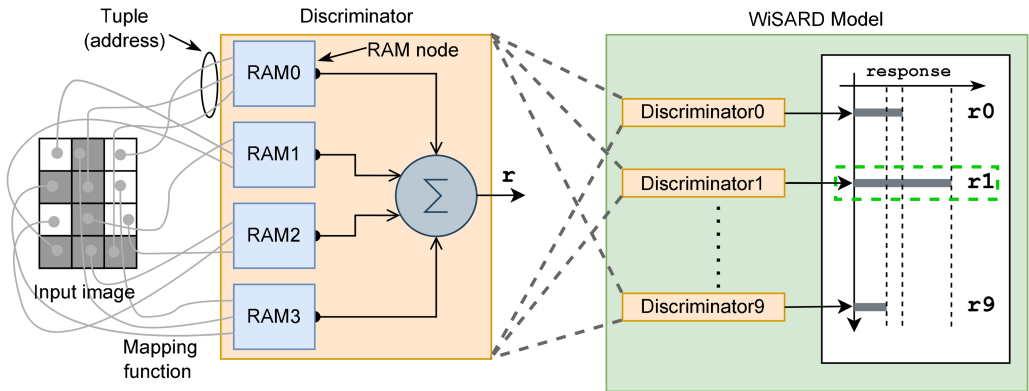 Tuple
(address)
Discriminator
RAM node
RAM0
RAM1
RAM2
RAM3
Σ
r
Input image
Mapping
function
WiSARD Model
Discriminator0
Discriminator1
Discriminator9
response
r0
r1
r9